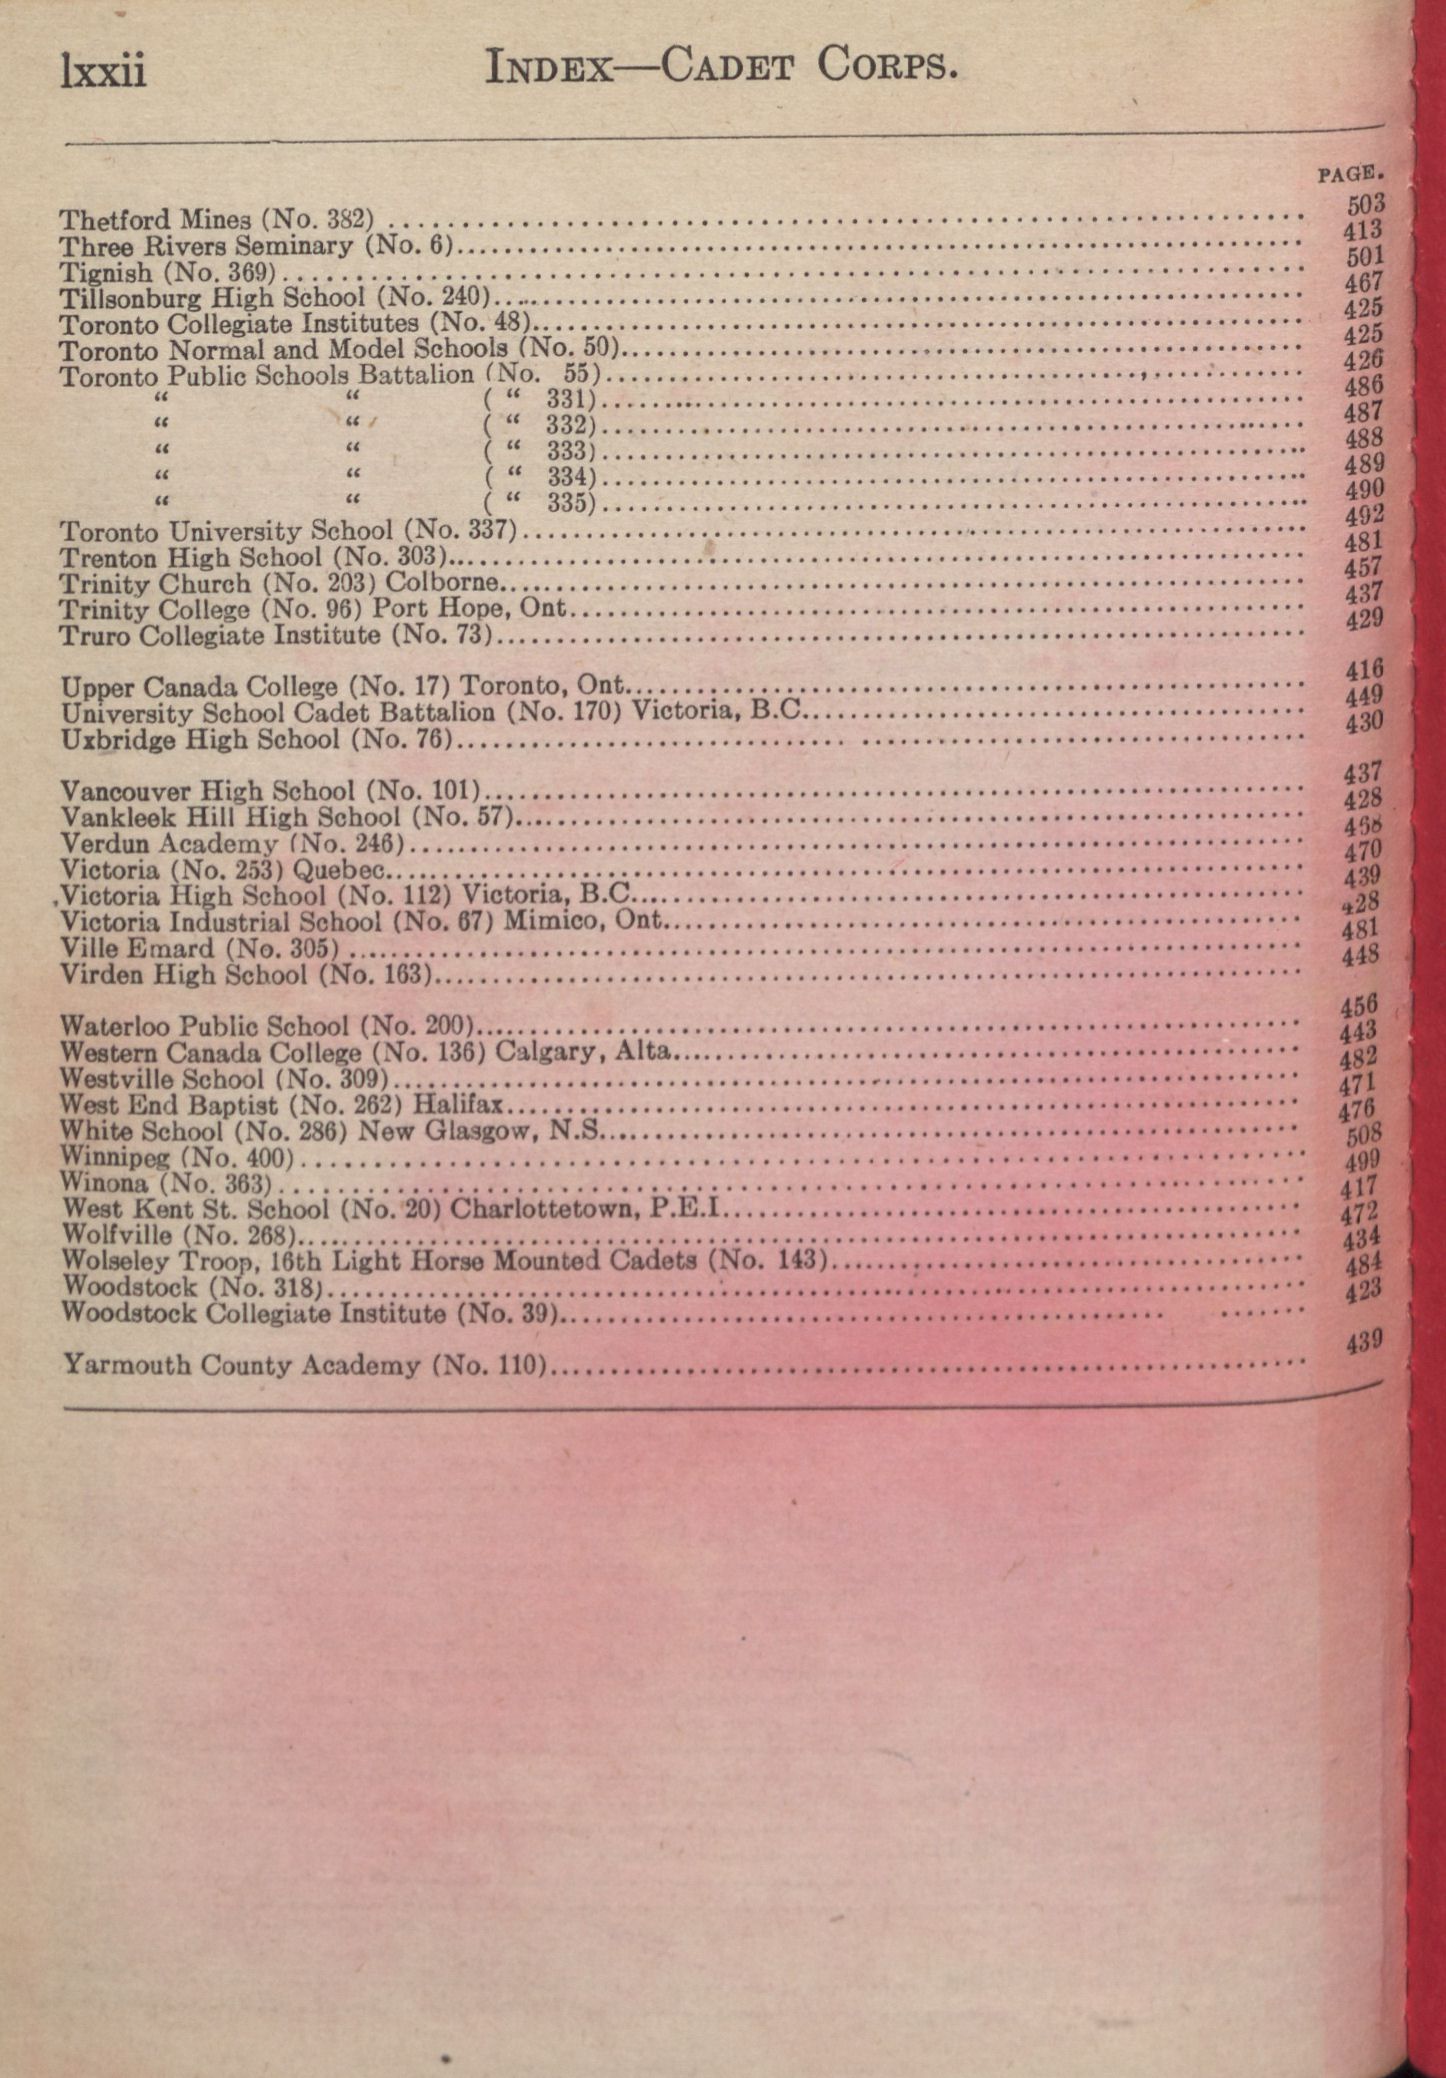 lxxii INDEX—CADET CORPS.
PAGE.
Thetford Mines (No. 382) 503
Three Rivers Seminary (No. 6) 413
Tignish (No. 369) 501
Tillsonburg High School (No. 240) 467
Toronto Collegiate Institutes (No. 48) 425
Toronto Normal and Model Schools (No. 50) 425
Toronto Public Schools Battalion (No. 55) 426
“ “ ( “ 331) 486
“ “ ( “ 332) 487
“ “ ( “ 333) 488
“ “ ( “ 334) 489
“ “ ( “ 335) 490
Toronto University School (No. 337) 492
Trenton High School (No. 303) 481
Trinity Church (No. 203) Colborne 457
Trinity College (No. 96) Port Hope, Ont. 437
Truro Collegiate Institute (No. 73) 429
Upper Canada College (No. 17) Toronto, Ont. 416
University School Cadet Battalion (No. 170) Victoria, B.C. 449
Uxbridge High School (No. 76) 430
Vancouver High School (No. 101) 437
Vankleek Hill High School (No. 57) 428
Verdun Academy (No. 246) 468
Victoria (No. 253) Quebec 470
Victoria High School (No. 112) Victoria, B.C. 439
Victoria Industrial School (No. 67) Mimico, Ont. 428
Ville Emard (No. 305) 481
Virden High School (No. 163) 448
Waterloo Public School (No. 200) 456
Western Canada College (No. 136) Calgary, Alta. 443
Westville School (No. 309) 482
West End Baptist (No. 262) Halifax 471
White School (No. 286) New Glasgow, N.S. 476
Winnipeg (No. 400) 508
Winona (No. 363) 499
West Kent St. School (No. 20) Charlottetown, P.E.I. 417
Wolfville (No. 268) 472
Wolseley Troop, 16th Light Horse Mounted Cadets (No. 143) 434
Woodstock (No. 318) 484
Woodstock Collegiate Institute (No. 39) 423
Yarmouth County Academy (No. 110) 439